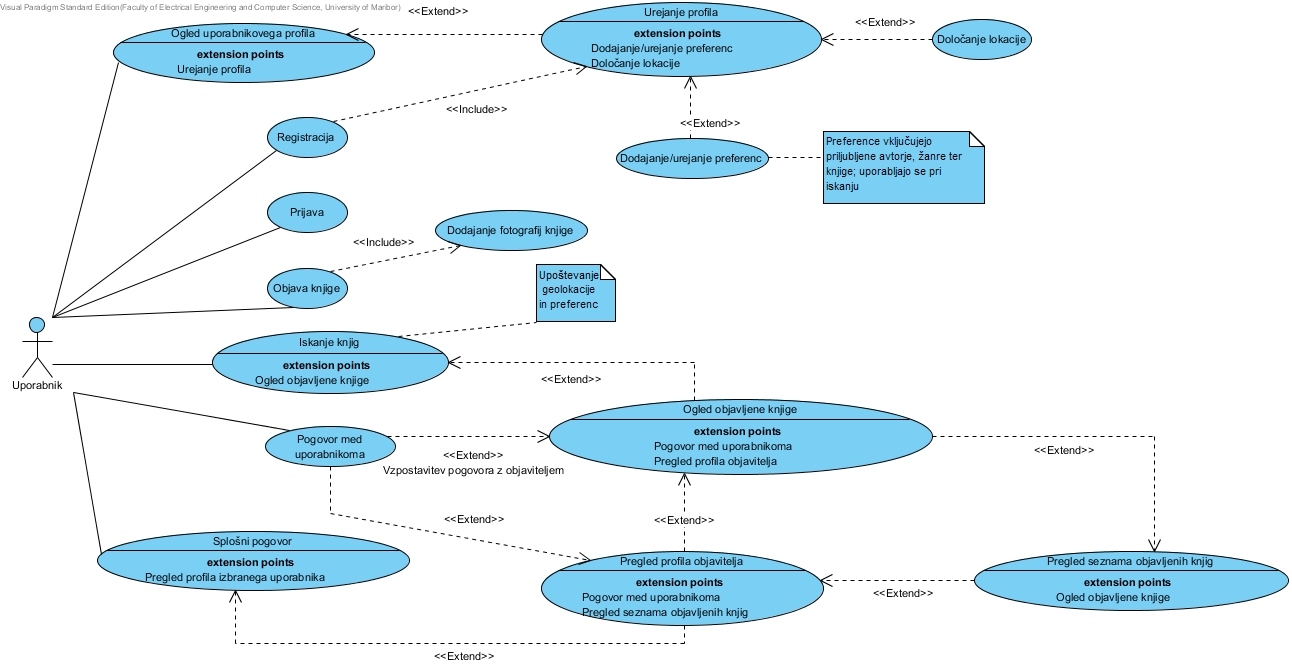 Visual Paradigm Standard Edition(Faculty of Electrical Engineering and Computer Science, University of Maribor)
<<Extend>>
Urejanje profila
<<Extend>>
Ogled uporabnikovega profila
extension points
Urejanje profila
extension points
Dodajanje/urejanje preferenc
Določanje lokacije
Določanje lokacije
<<Include>>
<<Extend>>
Registracija
Dodajanje/urejanje preferenc
Preference vključujejo
priljubljene avtorje, žanre ter
knjige; uporabljajo se pri
iskanju
Prijava
<<Include>>
Dodajanje fotografij knjige
Objava knjige
Upoštevanje
geolokacije
in preferenc
Uporabnik
Iskanje knjig
extension points
Ogled objavljene knjige
<<Extend>>
Ogled objavljene knjige
extension points
Pogovor med uporabnikoma
Pregled profila objavitelja
Pogovor med
uporabnikoma
<<Extend>>
Vzpostavitev pogovora z objaviteljem
<<Extend>>
<<Extend>>
<<Extend>>
Splošni pogovor
extension points
Pregled profila izbranega uporabnika
Pregled profila objavitelja
extension points
Pogovor med uporabnikoma
Pregled seznama objavljenih knjig
<<Extend>>
Pregled seznama objavljenih knjig
extension points
Ogled objavljene knjige
<<Extend>>